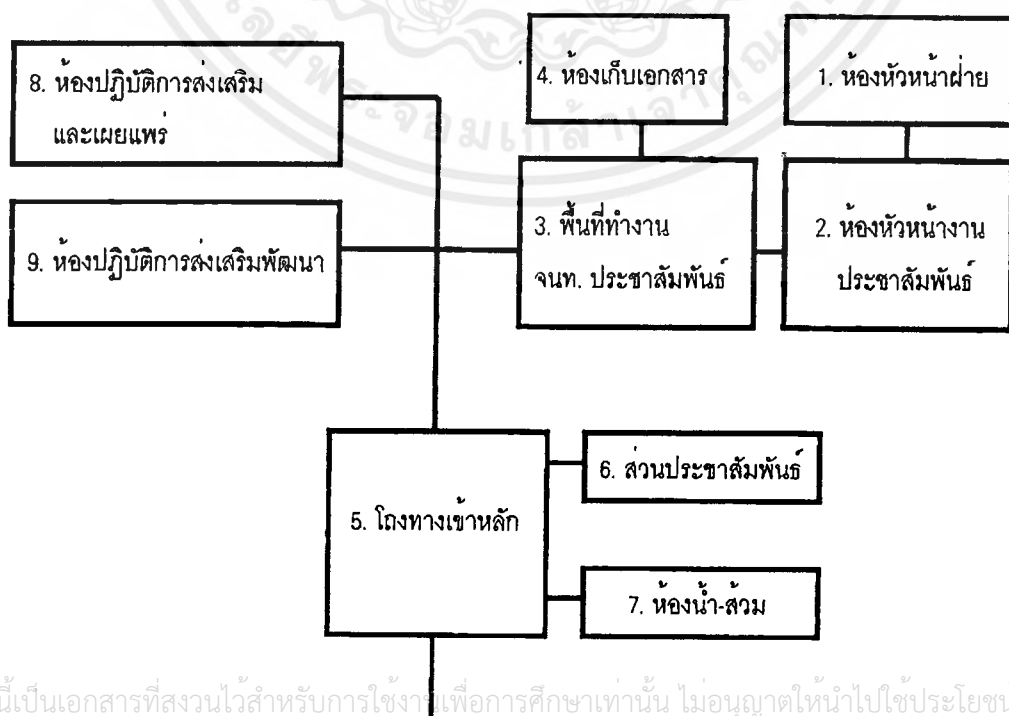 8. ห้องปฏิบัติการส่งเสริม
และเผยแพร่
4. ห้องเก็บเอกสาร
1. ห้องหัวหน้าฝ่าย
9. ห้องปฏิบัติการส่งเสริมพัฒนา
3. พื้นที่ทำงาน
จนท. ประชาสัมพันธ์
2. ห้องหัวหน้างาน
ประชาสัมพันธ์
5. โถงทางเข้าหลัก
6. ส่วนประชาสัมพันธ์
7. ห้องน้ำ-ส้วม
นี้เป็นเอกสารที่สงวนไว้สำหรับการใช้งานเพื่อการศึกษาเท่านั้น ไม่อนุญาตให้นำไปใช้ประโยชน์